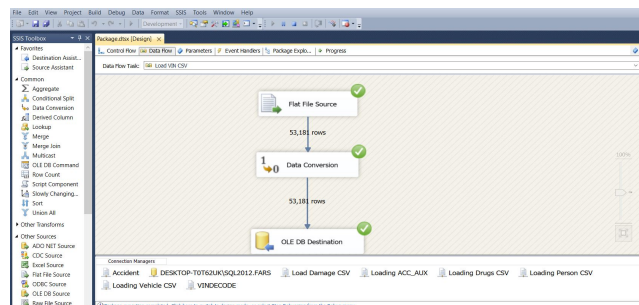 File Edit View Project Build Debug Data Format SSIS Tools Window Help
Development
SSIS Toolbox
Package.dtsx [Design]
Favorites
Destination Assist...
Source Assistant
Common
Aggregate
Conditional Split
Data Conversion
Derived Column
Lookup
Merge
Merge Join
Multicast
OLE DB Command
Row Count
Script Component
Slowly Changing...
Sort
Union All
Other Transforms
Other Sources
ADO NET Source
CDC Source
Excel Source
Flat File Source
ODBC Source
OLE DB Source
Raw File Source
Control Flow Data Flow Parameters Event Handlers Package Explo... Progress
Data Flow Task: Load VIN CSV
Flat File Source
53,181 rows
1 0 Data Conversion
53,181 rows
OLE DB Destination
100%
Connection Managers
Accident DESKTOP-T0T62UK\SQL2012.FARS Load Damage CSV Loading ACC_AUX Loading Drugs CSV Loading Person CSV
Loading Vehicle CSV VINDECODE